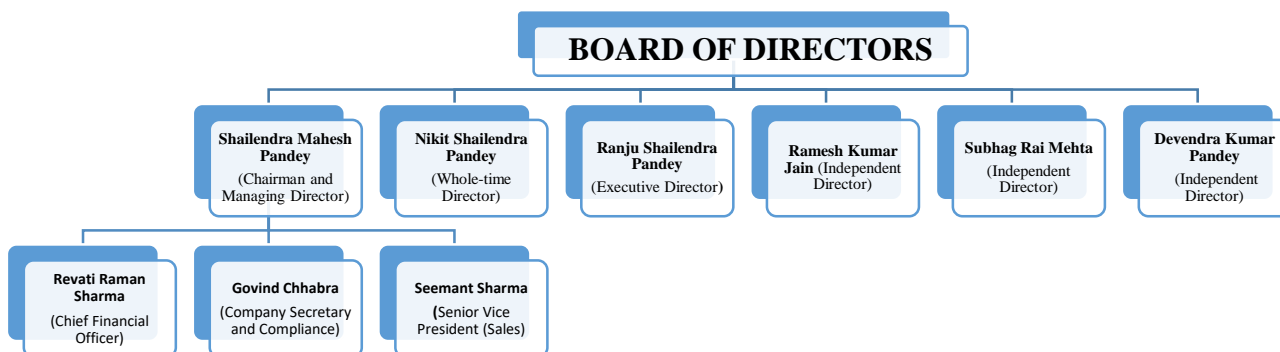 BOARD OF DIRECTORS
Shailendra Mahesh
Pandey
(Chairman and
Managing Director)
Nikit Shailendra
Pandey
(Whole-time
Director)
Ranju Shailendra
Pandey
(Executive Director)
Ramesh Kumar
Jain (Independent
Director)
Subhag Rai Mehta
(Independent
Director)
Devendra Kumar
Pandey
(Independent
Director)
Revati Raman
Sharma
(Chief Financial
Officer)
Govind Chhabra
(Company Secretary
and Compliance)
Seemant Sharma
(Senior Vice
President (Sales)